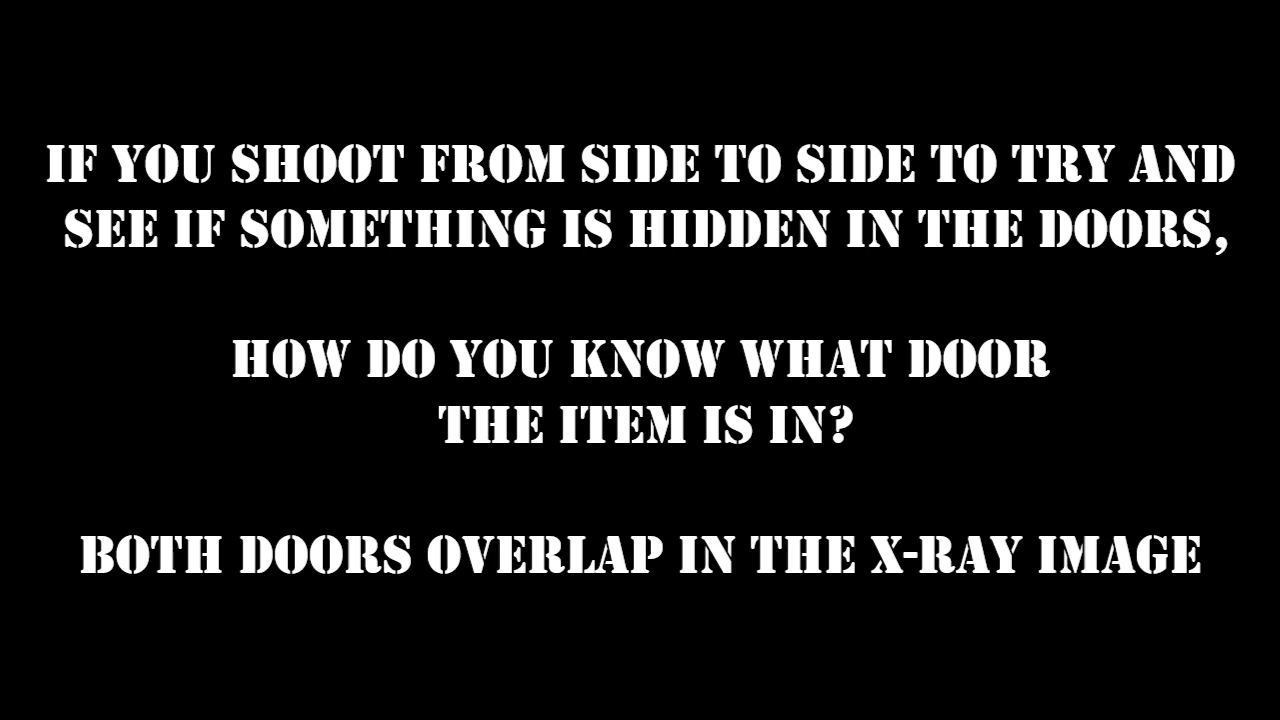 IF YOU SHOOT FROM SIDE TO SIDE TO TRY AND
SEE IF SOMETHING IS HIDDEN IN THE DOORS,
HOW DO YOU KNOW WHAT DOOR
THE ITEM IS IN?
BOTH DOORS OVERLAP IN THE X-RAY IMAGE